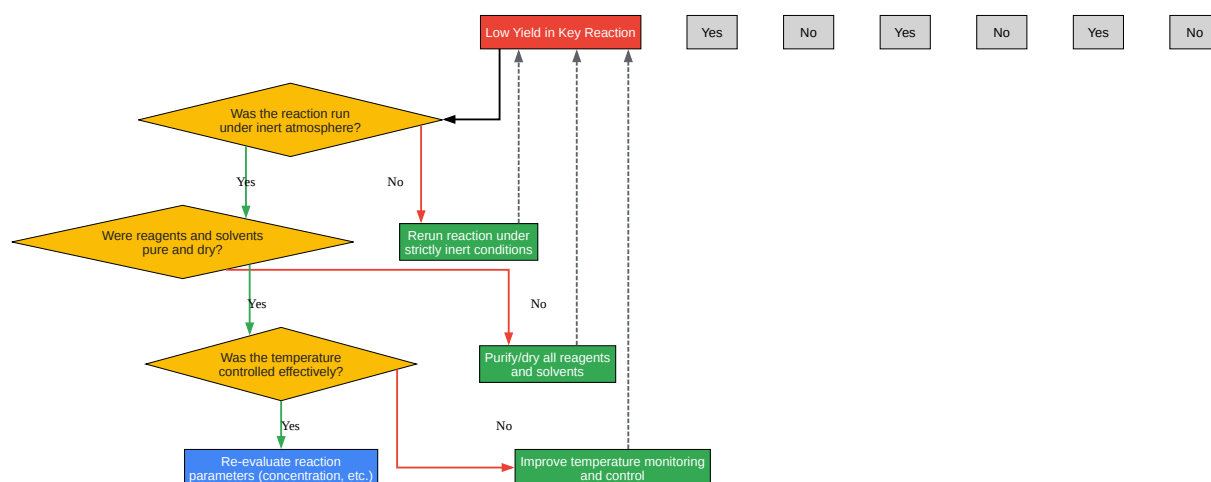 Low Yield in Key Reaction
Yes
No
Yes
No
Yes
No
Was the reaction run
under inert atmosphere?
Yes
No
Were reagents and solvents
pure and dry?
Rerun reaction under
strictly inert conditions
Yes
No
Was the temperature
controlled effectively?
Purify/dry all reagents
and solvents
Yes
No
Re-evaluate reaction
parameters (concentration, etc.)
Improve temperature monitoring
and control